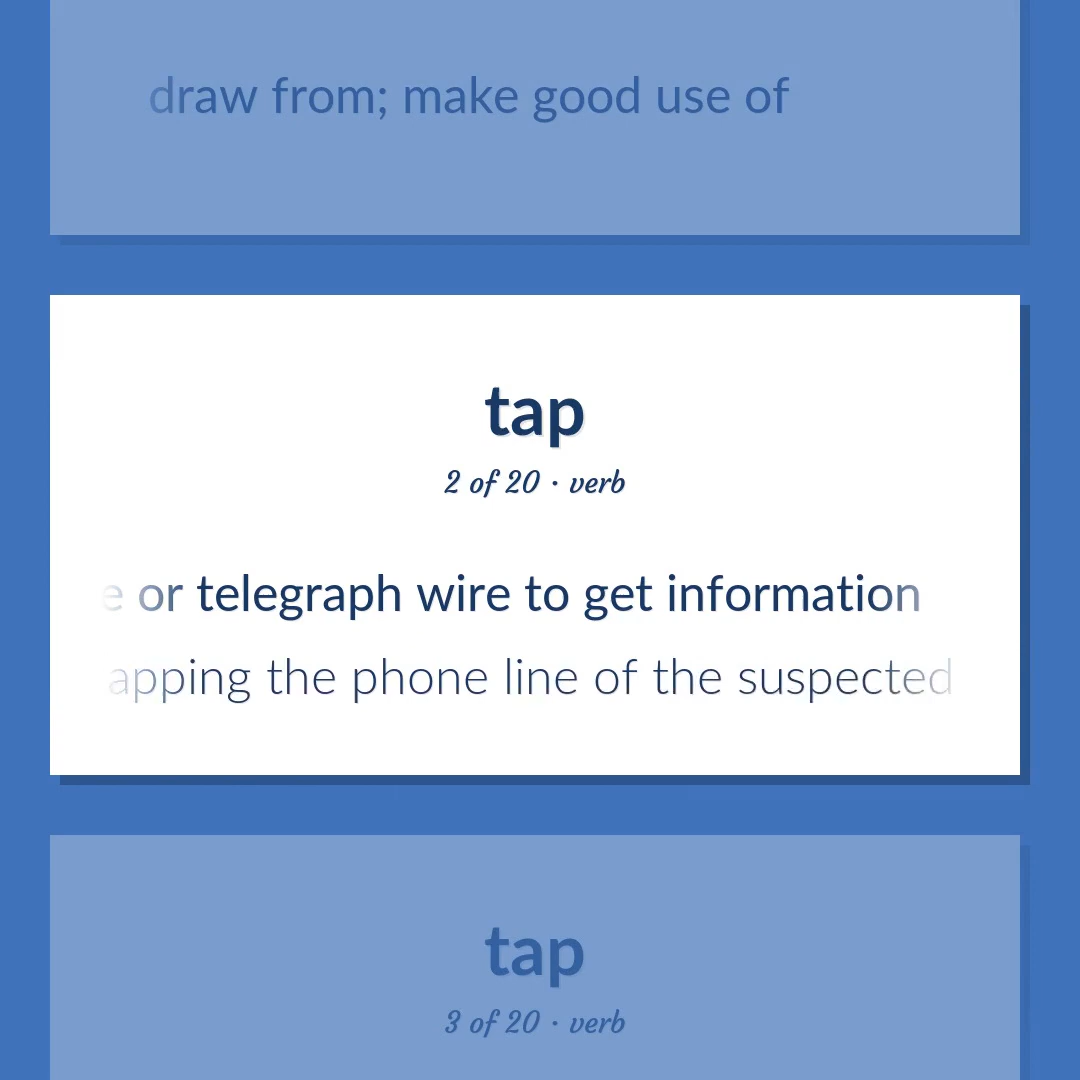 draw from; make good use of
tap
2 of 20 · verb
e or telegraph wire to get information
apping the phone line of the suspected
tap
3 of 20 · verb